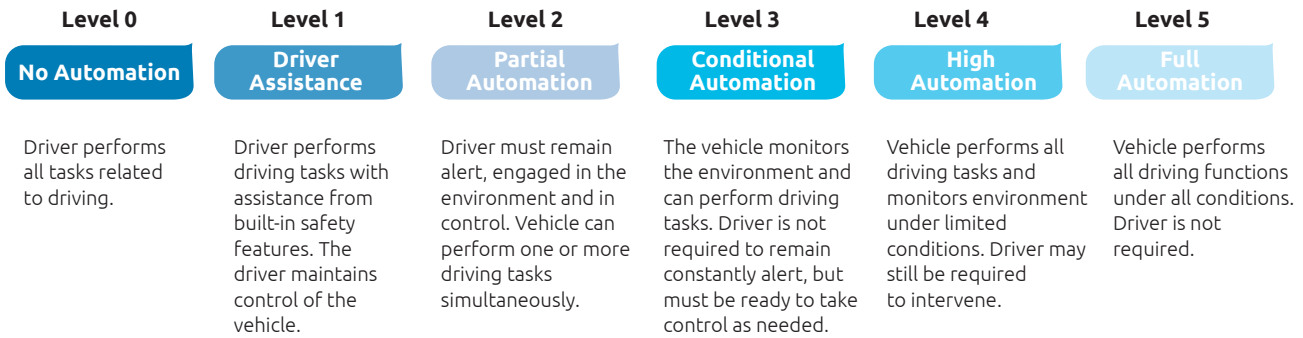 Level 0
No Automation
Driver performs
all tasks related
to driving.
Level 1
Driver
Assistance
Driver performs
driving tasks with
assistance from
built-in safety
features. The
driver maintains
control of the
vehicle.
Level 2
Partial
Automation
Driver must remain
alert, engaged in the
environment and in
control. Vehicle can
perform one or more
driving tasks
simultaneously.
Level 3
Conditional
Automation
The vehicle monitors
the environment and
can perform driving
tasks. Driver is not
required to remain
constantly alert, but
must be ready to take
control as needed.
Level 4
High
Automation
Vehicle performs all
driving tasks and
monitors environment
under limited
conditions. Driver may
still be required
to intervene.
Level 5
Full
Automation
Vehicle performs
all driving functions
under all conditions.
Driver is not
required.